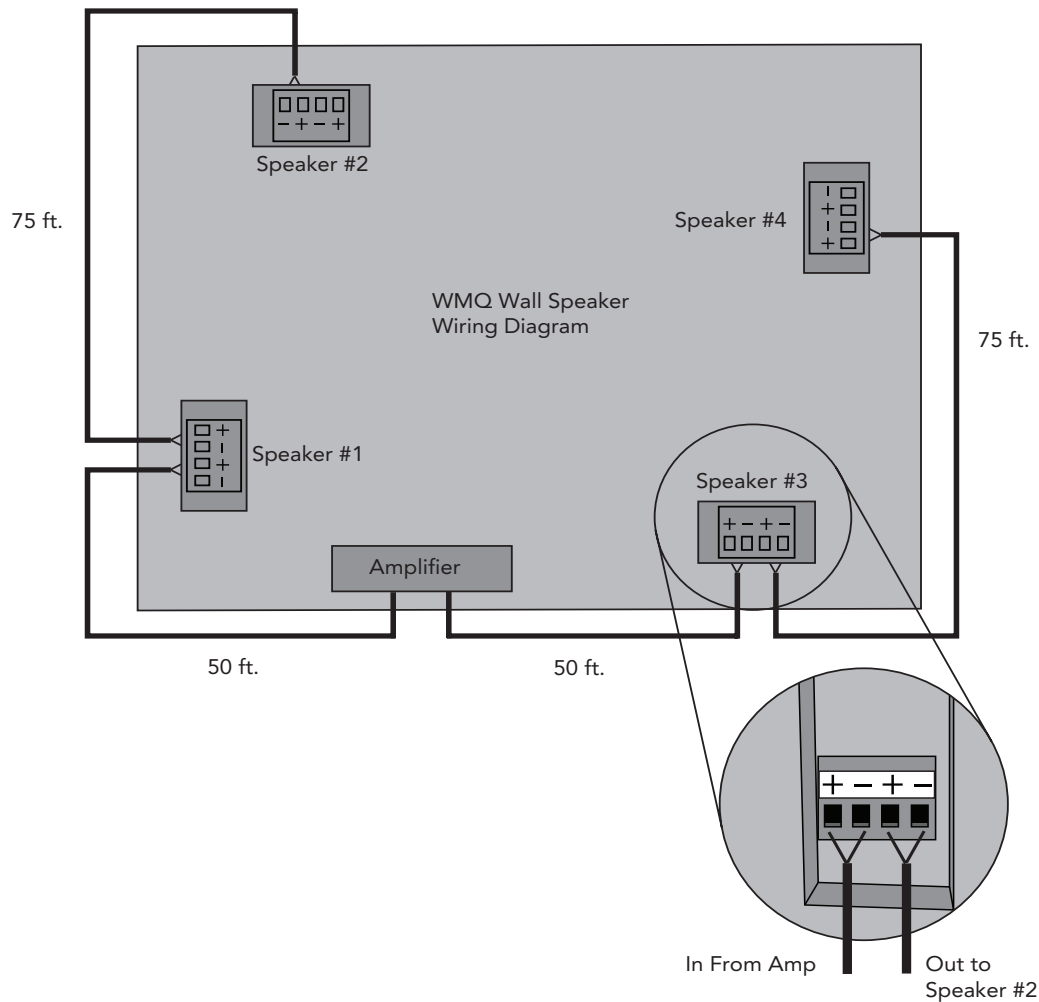 − + − +
Speaker #2
75 ft.
Speaker #4
− + − +
WMQ Wall Speaker
Wiring Diagram
75 ft.
+ − + −
Speaker #1
Speaker #3
+ − + −
Amplifier
50 ft.
50 ft.
+ − + −
In From Amp
Out to
Speaker #2